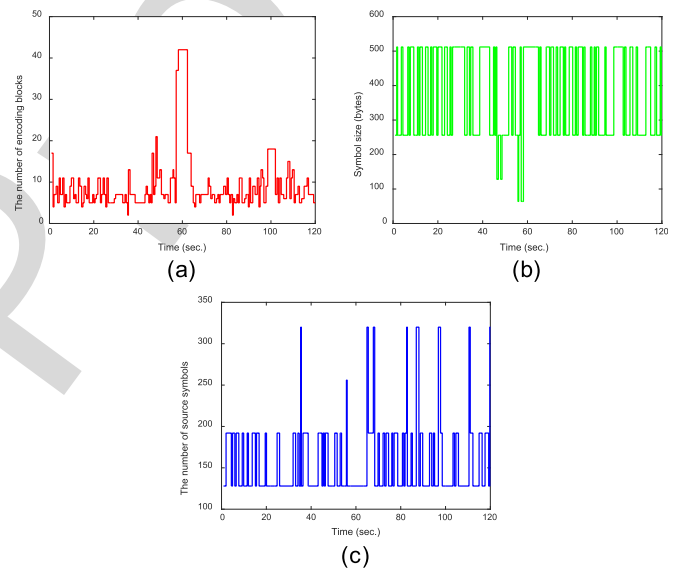 50
40
30
20
10
0
The number of encoding blocks
0 20 40 60 80 100 120
Time (sec.)
(a)
600
500
400
300
200
100
0
Symbol size (bytes)
0 20 40 60 80 100 120
Time (sec.)
(b)
350
300
250
200
150
100
The number of source symbols
0 20 40 60 80 100 120
Time (sec.)
(c)